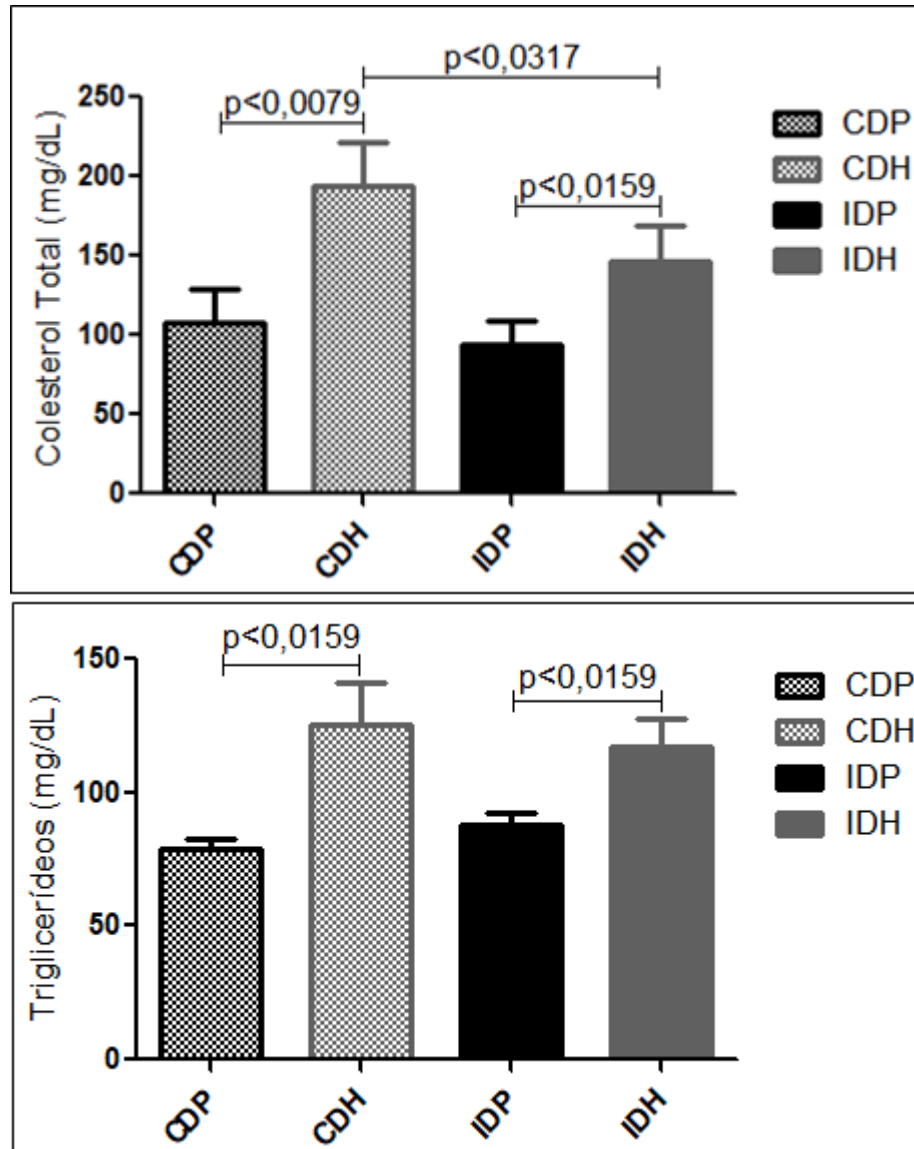 p<0,0317
p<0,0079
p<0,0159
Colesterol Total (mg/dL)
250
200
150
100
50
0
CDP
CDH
IDP
IDH
CDP
CDH
IDP
IDH
p<0,0159
p<0,0159
Triglicerídeos (mg/dL)
150
100
50
0
CDP
CDH
IDP
IDH
CDP
CDH
IDP
IDH